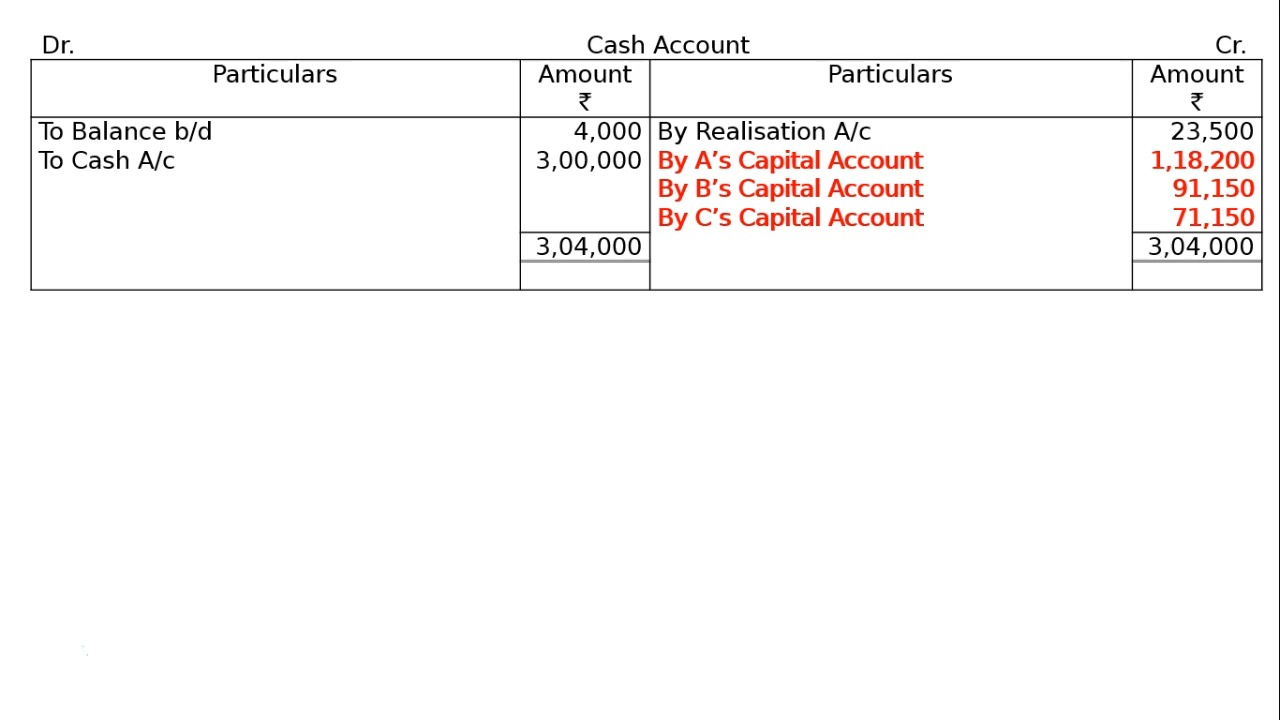 Dr. Cash Account Cr.
Particulars Amount ₹ Particulars Amount ₹
To Balance b/d 4,000 By Realisation A/c 23,500
To Cash A/c 3,00,000 By A’s Capital Account 1,18,200
By B’s Capital Account 91,150
By C’s Capital Account 71,150
3,04,000 3,04,000